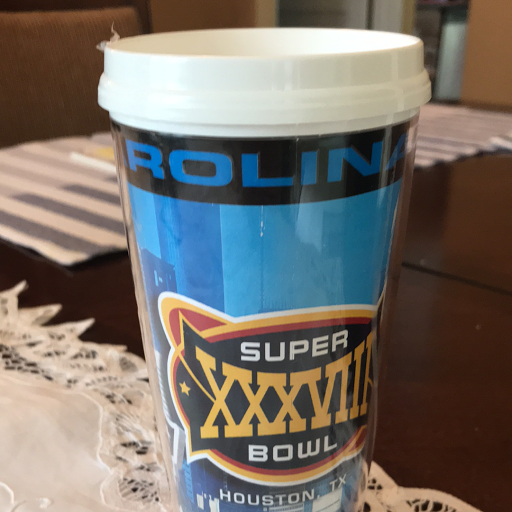 ROLINA
SUPER
XXXVIII
BOWL
HOUSTON, TX